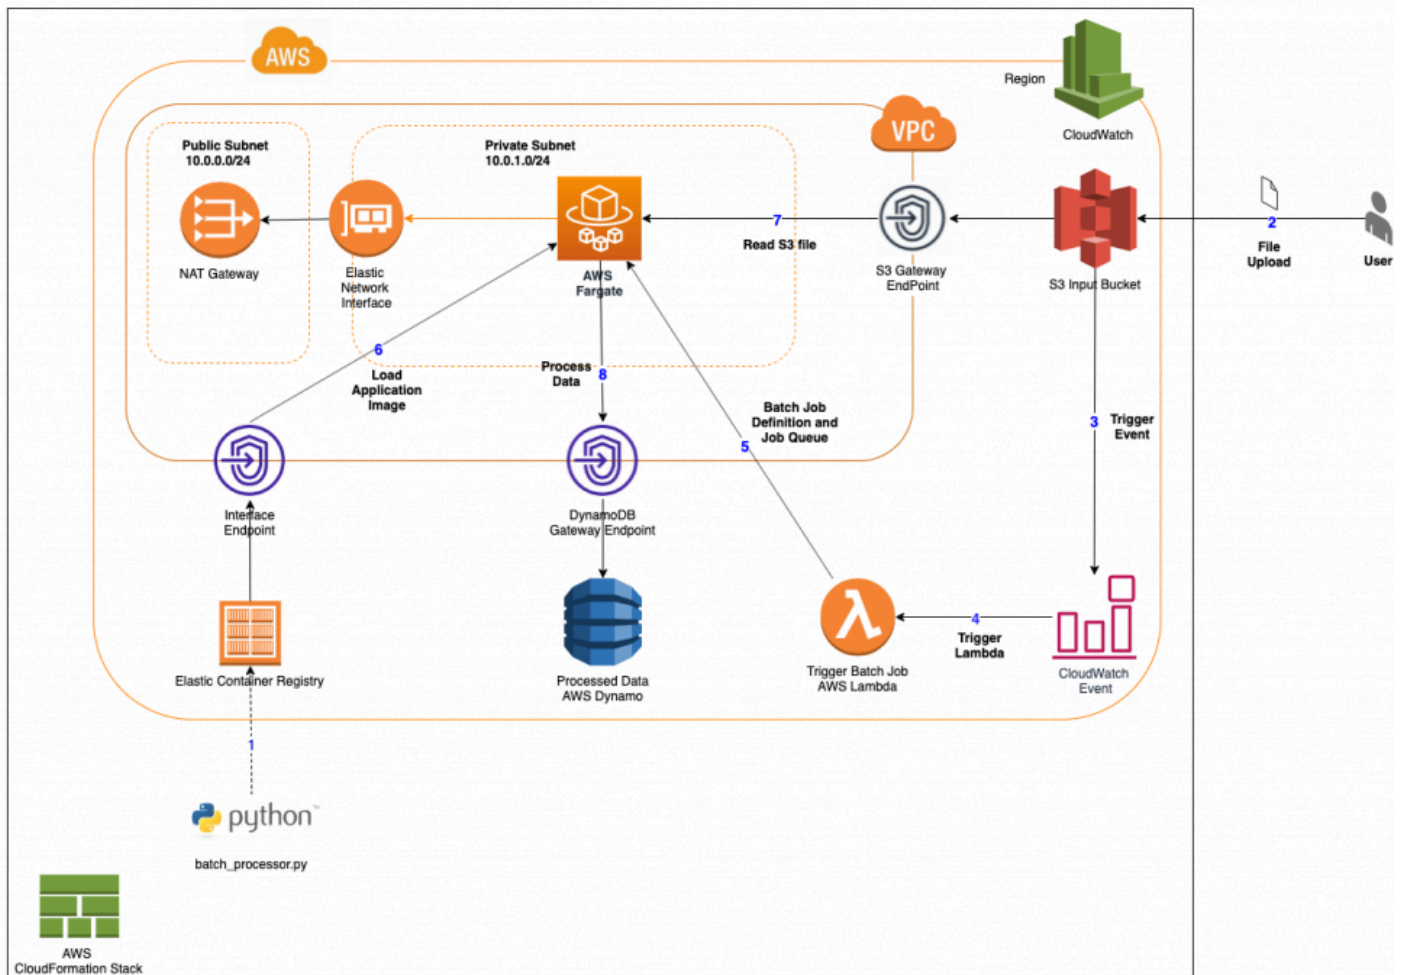 AWS
Region
CloudWatch
VPC
Public Subnet
10.0.0.0/24
Private Subnet
10.0.1.0/24
NAT Gateway
Elastic
Network
Interface
AWS
Fargate
7
Read S3 file
S3 Gateway
EndPoint
S3 Input Bucket
2
File
Upload
User
6
Load
Application
Image
Process
Data
8
Batch Job
Definition and
Job Queue
5
3
Trigger
Event
Interface
Endpoint
DynamoDB
Gateway Endpoint
4
Trigger
Lambda
Elastic Container Registry
Processed Data
AWS Dynamo
Trigger Batch Job
AWS Lambda
CloudWatch
Event
1
python™
batch_processor.py
AWS
CloudFormation Stack